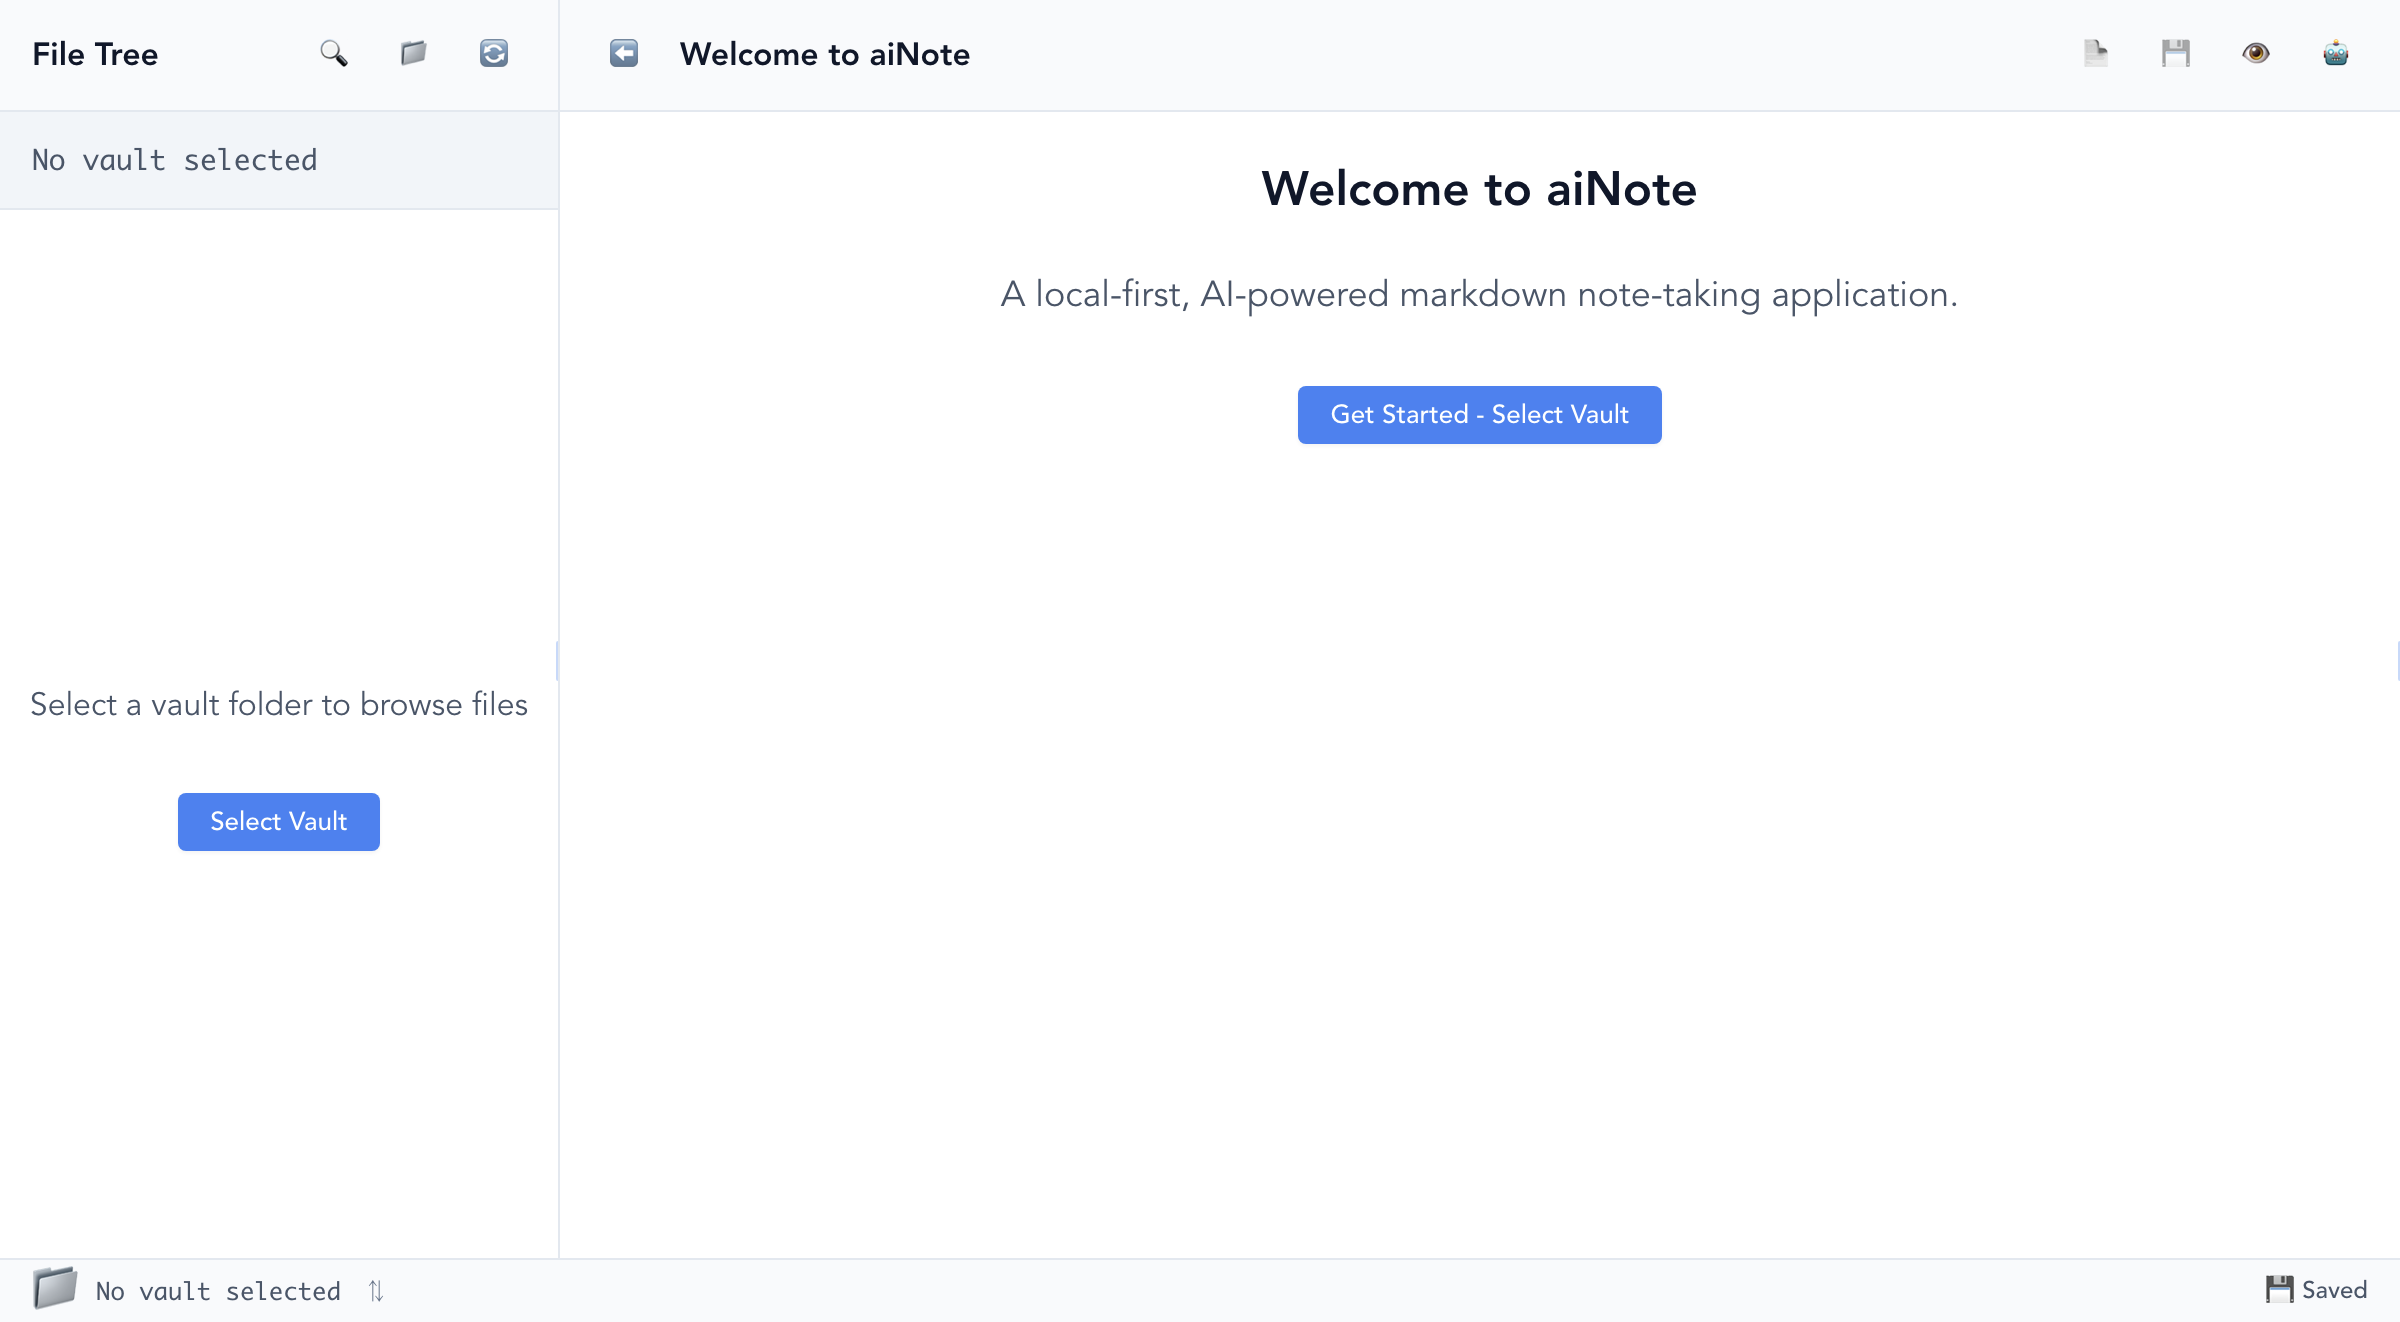 File Tree
Welcome to aiNote
No vault selected
Welcome to aiNote
A local-first, AI-powered markdown note-taking application.
Get Started - Select Vault
Select a vault folder to browse files
Select Vault
No vault selected
Saved